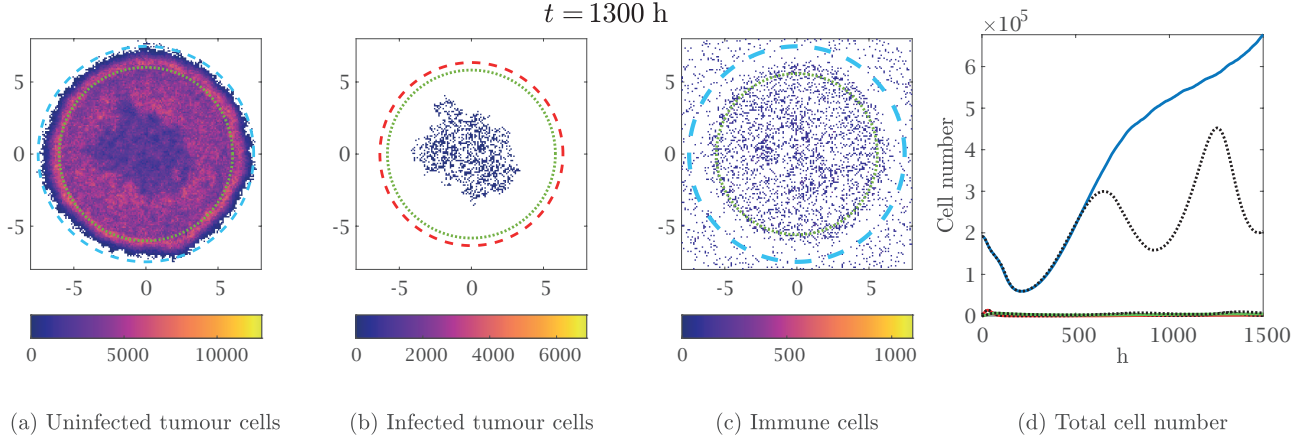 t = 1300 h
5
0
-5
-5 0 5
0 5000 10000
(a) Uninfected tumour cells
5
0
-5
-5 0 5
0 2000 4000 6000
(b) Infected tumour cells
5
0
-5
-5 0 5
0 500 1000
(c) Immune cells
×10⁵
6
5
4
3
2
1
0
Cell number
0 500 1000 1500
h
(d) Total cell number